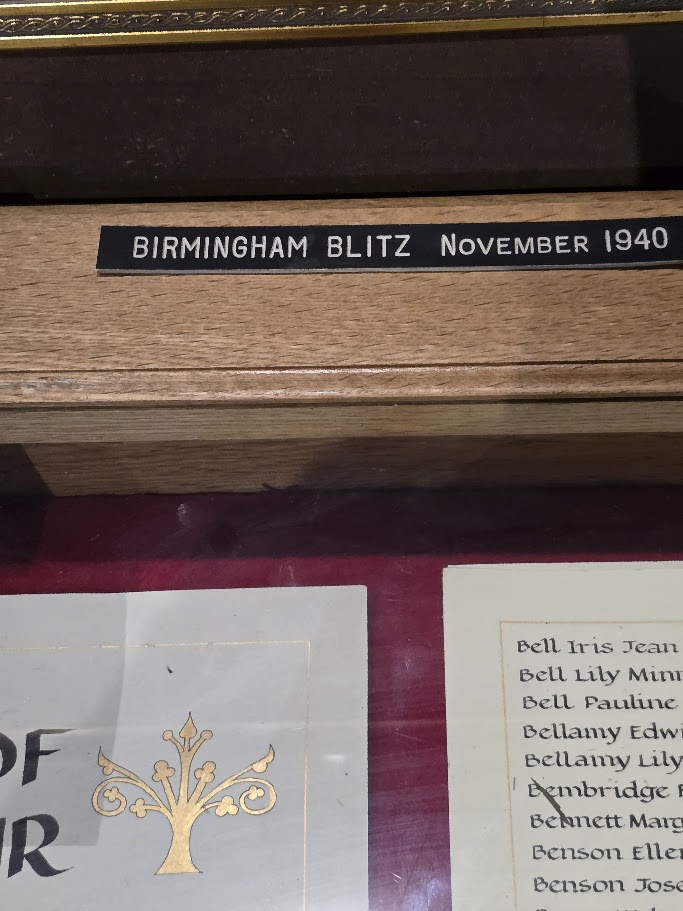 BIRMINGHAM BLITZ NOVEMBER 1940
OF
Bell Iris Jean
Bell Lily
Bell Pauline
Bellamy
Bellamy Lily
Bembridge
Bennett
Benson
Benson